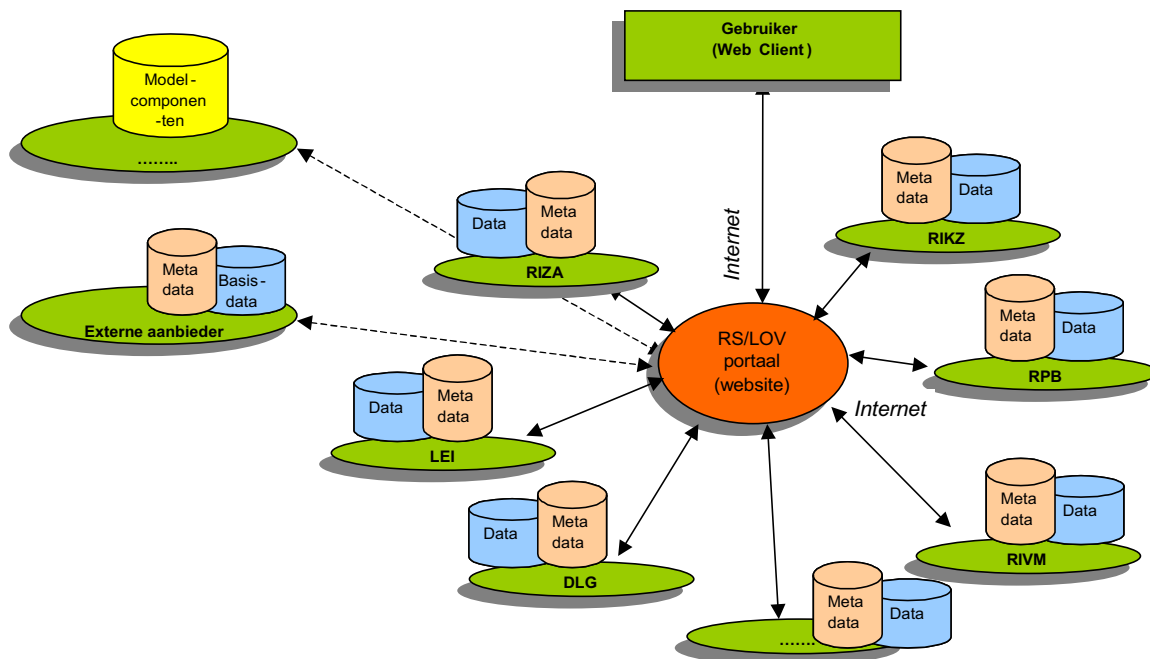 Gebruiker
(Web Client)
Model-
componen
-ten
........
Meta
data
Data
RIKZ
Data
Meta
data
RIZA
Internet
Meta
data
Basis-
data
Externe aanbieder
RS/LOV
portaal
(website)
Meta
data
Data
RPB
Internet
Data
Meta
data
LEI
Meta
data
Data
RIVM
Data
Meta
data
DLG
Meta
data
Data
.......